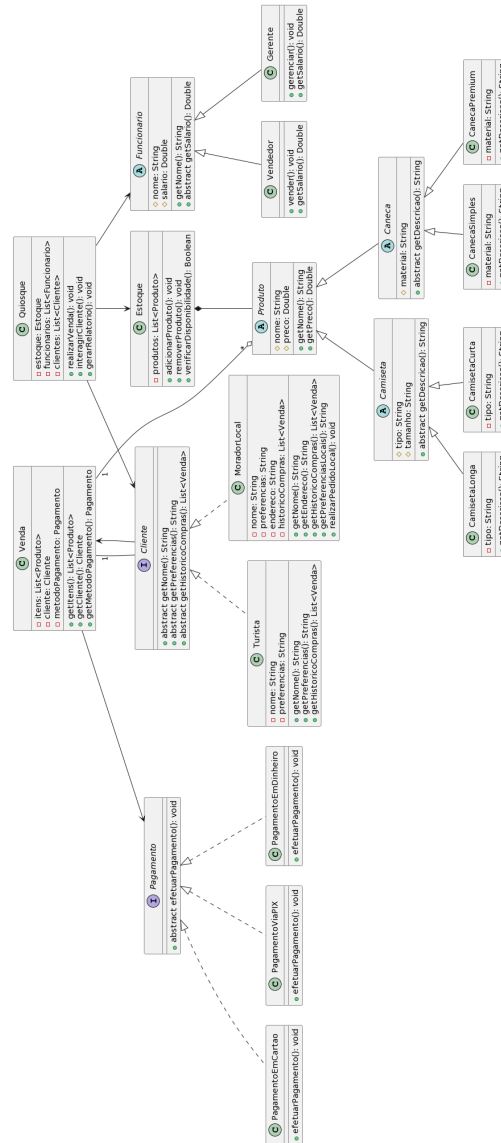 C Venda
itens: List<Produto>
cliente: Cliente
metodoPagamento: Pagamento
getItens(): List<Produto>
getCliente(): Cliente
getMetodoPagamento(): Pagamento
C Quiosque
estoque: Estoque
funcionarios: List<Funcionario>
clientes: List<Cliente>
realizarVenda(): void
interagirCliente(): void
gerarRelatorio(): void
1
1
*
I Pagamento
abstract efetuarPagamento(): void
I Cliente
abstract getNome(): String
abstract getPreferencias(): String
abstract getHistoricoCompras(): List<Venda>
C Estoque
produtos: List<Produto>
adicionarProduto(): void
removerProduto(): void
verificarDisponibilidade(): Boolean
A Funcionario
nome: String
salario: Double
getNome(): String
abstract getSalario(): Double
C PagamentoEmCartao
efetuarPagamento(): void
C PagamentoViaPIX
efetuarPagamento(): void
C PagamentoEmDinheiro
efetuarPagamento(): void
C Turista
nome: String
preferencias: String
getNome(): String
getPreferencias(): String
getHistoricoCompras(): List<Venda>
C MoradorLocal
nome: String
preferencias: String
endereco: String
historicoCompras: List<Venda>
getNome(): String
getEndereco(): String
getHistoricoCompras(): List<Venda>
getPreferenciasLocais(): String
realizarPedidoLocal(): void
A Produto
nome: String
preco: Double
getNome(): String
getPreco(): Double
C Vendedor
vender(): void
getSalario(): Double
C Gerente
gerenciar(): void
getSalario(): Double
A Camiseta
tipo: String
tamanho: String
abstract getDescricao(): String
A Caneca
material: String
abstract getDescricao(): String
C CamisetaLonga
tipo: String
C CamisetaCurta
tipo: String
C CanecaSimples
material: String
C CanecaPremium
material: String